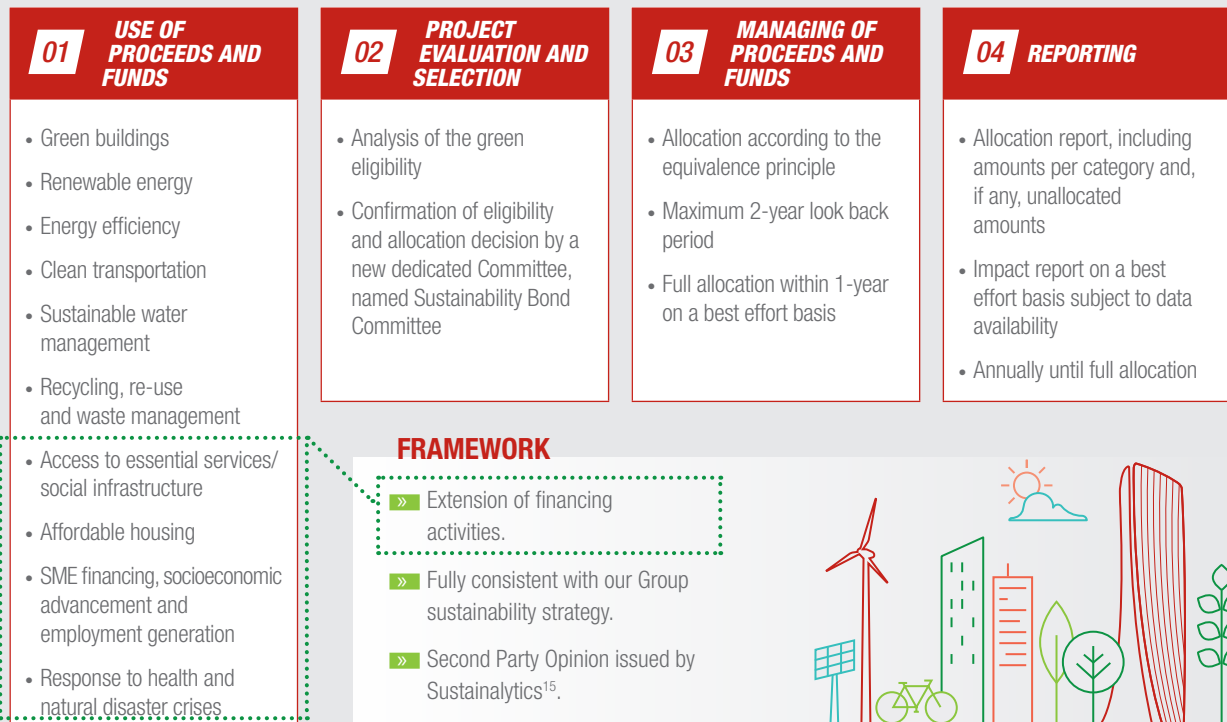 01
USE OF
PROCEEDS AND
FUNDS
• Green buildings
• Renewable energy
• Energy efficiency
• Clean transportation
• Sustainable water
management
• Recycling, re-use
and waste management
• Access to essential services/
social infrastructure
• Affordable housing
• SME financing, socioeconomic
advancement and
employment generation
• Response to health and
natural disaster crises
02
PROJECT
EVALUATION AND
SELECTION
• Analysis of the green
eligibility
• Confirmation of eligibility
and allocation decision by a
new dedicated Committee,
named Sustainability Bond
Committee
03
MANAGING OF
PROCEEDS AND
FUNDS
• Allocation according to the
equivalence principle
• Maximum 2-year look back
period
• Full allocation within 1-year
on a best effort basis
04 REPORTING
• Allocation report, including
amounts per category and,
if any, unallocated
amounts
• Impact report on a best
effort basis subject to data
availability
• Annually until full allocation
FRAMEWORK
» Extension of financing
activities.
» Fully consistent with our Group
sustainability strategy.
» Second Party Opinion issued by
Sustainalytics¹⁵.